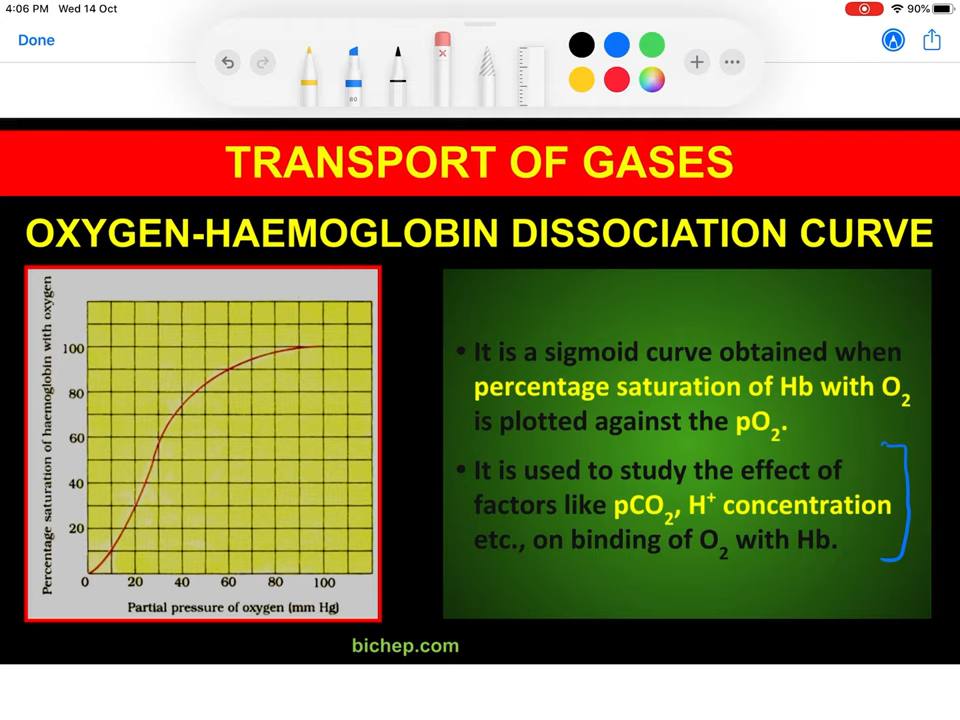 4:06 PM Wed 14 Oct
90%
Done
80
TRANSPORT OF GASES
OXYGEN-HAEMOGLOBIN DISSOCIATION CURVE
Percentage saturation of haemoglobin with oxygen
100
80
60
40
20
0 20 40 60 80 100
Partial pressure of oxygen (mm Hg)
• It is a sigmoid curve obtained when
percentage saturation of Hb with O₂
is plotted against the pO₂.
• It is used to study the effect of
factors like pCO₂, H⁺ concentration
etc., on binding of O₂ with Hb.
bichep.com